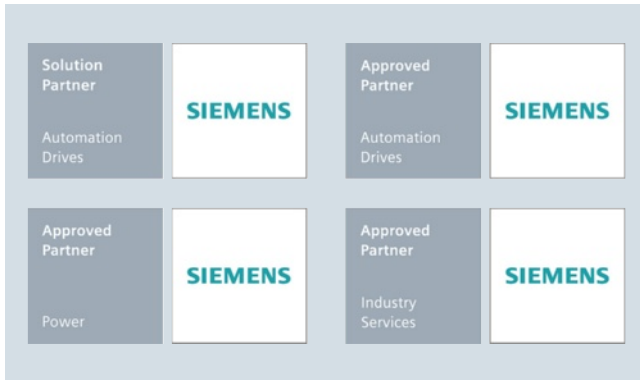 Solution
Partner
Automation
Drives
SIEMENS
Approved
Partner
Automation
Drives
SIEMENS
Approved
Partner
Power
SIEMENS
Approved
Partner
Industry
Services
SIEMENS